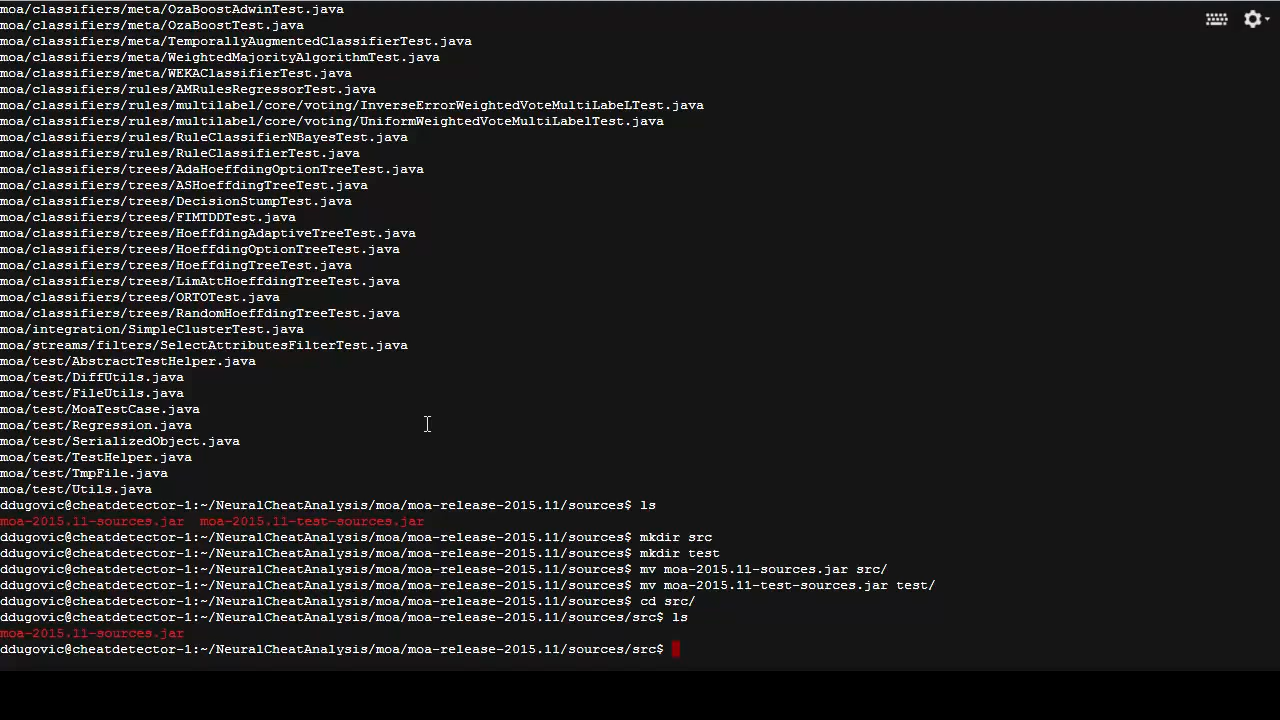 moa/classifiers/meta/OzaBoostAdwinTest.java
moa/classifiers/meta/OzaBoostTest.java
moa/classifiers/meta/TemporallyAugmentedClassifierTest.java
moa/classifiers/meta/WeightedMajorityAlgorithmTest.java
moa/classifiers/meta/WEKAClassifierTest.java
moa/classifiers/rules/AMRulesRegressorTest.java
moa/classifiers/rules/multilabel/core/voting/InverseErrorWeightedVoteMultiLabeLTest.java
moa/classifiers/rules/multilabel/core/voting/UniformWeightedVoteMultiLabelTest.java
moa/classifiers/rules/RuleClassifierNBayesTest.java
moa/classifiers/rules/RuleClassifierTest.java
moa/classifiers/trees/AdaHoeffdingOptionTreeTest.java
moa/classifiers/trees/ASHoeffdingTreeTest.java
moa/classifiers/trees/DecisionStumpTest.java
moa/classifiers/trees/FIMTDDTest.java
moa/classifiers/trees/HoeffdingAdaptiveTreeTest.java
moa/classifiers/trees/HoeffdingOptionTreeTest.java
moa/classifiers/trees/HoeffdingTreeTest.java
moa/classifiers/trees/LimAttHoeffdingTreeTest.java
moa/classifiers/trees/ORTOTest.java
moa/classifiers/trees/RandomHoeffdingTreeTest.java
moa/integration/SimpleClusterTest.java
moa/streams/filters/SelectAttributesFilterTest.java
moa/test/AbstractTestHelper.java
moa/test/DiffUtils.java
moa/test/FileUtils.java
moa/test/MoaTestCase.java
moa/test/Regression.java
moa/test/SerializedObject.java
moa/test/TestHelper.java
moa/test/TmpFile.java
moa/test/Utils.java
ddugovic@cheatdetector-1:~/NeuralCheatAnalysis/moa/moa-release-2015.11/sources$ ls
moa-2015.11-sources.jar  moa-2015.11-test-sources.jar
ddugovic@cheatdetector-1:~/NeuralCheatAnalysis/moa/moa-release-2015.11/sources$ mkdir src
ddugovic@cheatdetector-1:~/NeuralCheatAnalysis/moa/moa-release-2015.11/sources$ mkdir test
ddugovic@cheatdetector-1:~/NeuralCheatAnalysis/moa/moa-release-2015.11/sources$ mv moa-2015.11-sources.jar src/
ddugovic@cheatdetector-1:~/NeuralCheatAnalysis/moa/moa-release-2015.11/sources$ mv moa-2015.11-test-sources.jar test/
ddugovic@cheatdetector-1:~/NeuralCheatAnalysis/moa/moa-release-2015.11/sources$ cd src/
ddugovic@cheatdetector-1:~/NeuralCheatAnalysis/moa/moa-release-2015.11/sources/src$ ls
moa-2015.11-sources.jar
ddugovic@cheatdetector-1:~/NeuralCheatAnalysis/moa/moa-release-2015.11/sources/src$